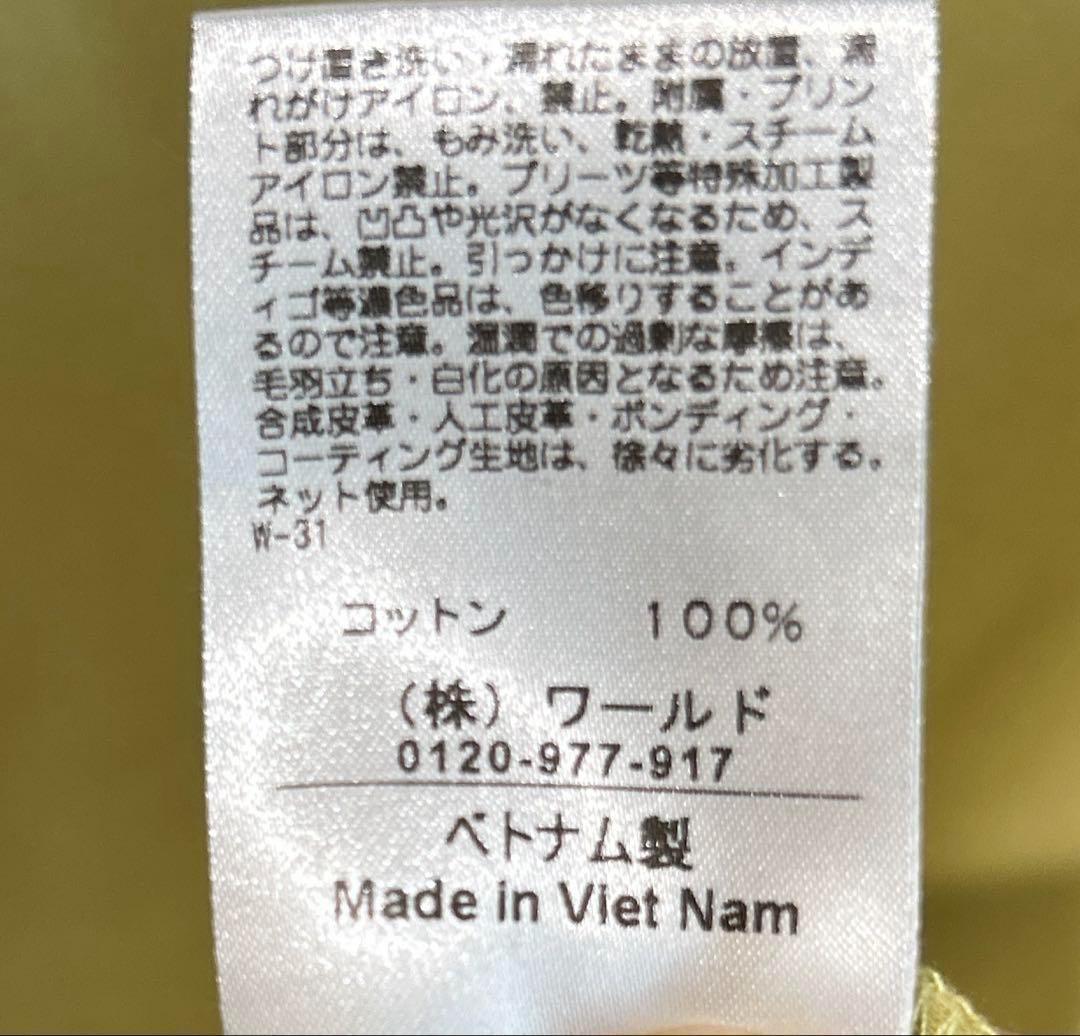 つけ置き洗い・濡れたままの放置、濡
れがけアイロン、禁止。附属・プリン
ト部分は、もみ洗い、乾熱・スチーム
アイロン禁止。プリーツ等特殊加工製
品は、凹凸や光沢がなくなるため、ス
チーム禁止。引っかけに注意。インデ
ィゴ等濃色品は、色移りすることがあ
るので注意。湿潤での過剰な摩擦は、
毛羽立ち・白化の原因となるため注意。
合成皮革・人工皮革・ボンディング・
コーティング生地は、徐々に劣化する。
ネット使用。
W-31
コットン 100%
(株) ワールド
0120-977-917
ベトナム製
Made in Viet Nam